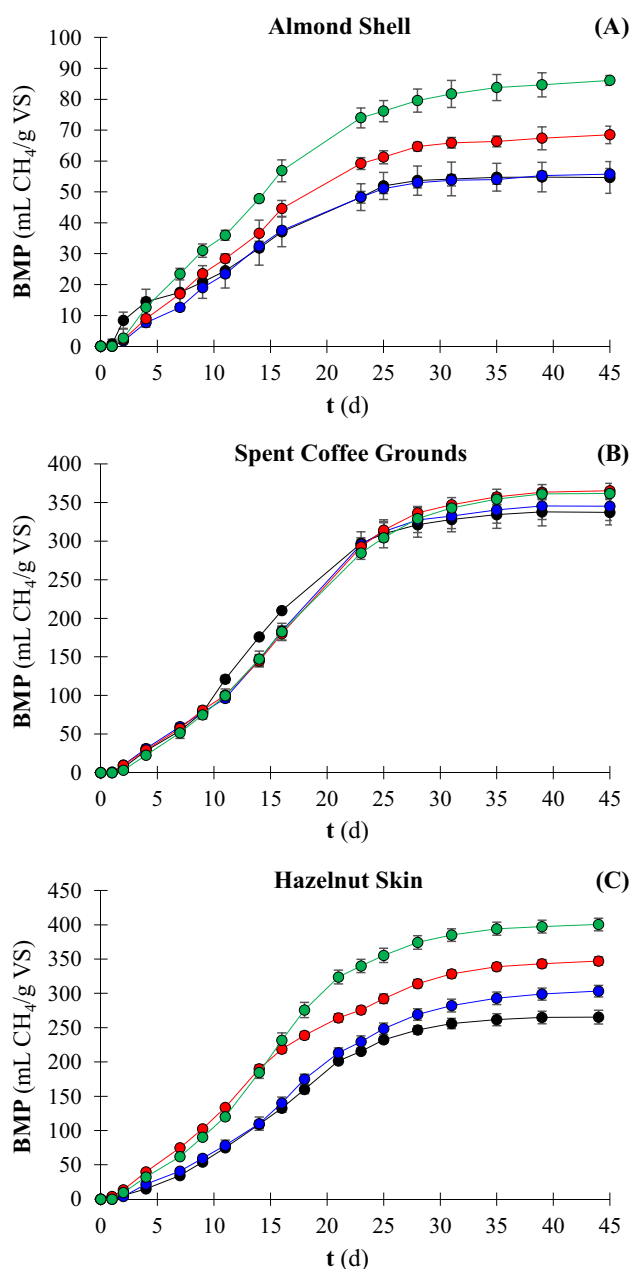 Almond Shell (A)
BMP (mL CH₄/g VS)
100
90
80
70
60
50
40
30
20
10
0
0 5 10 15 20 25 30 35 40 45
t (d)
Spent Coffee Grounds (B)
BMP (mL CH₄/g VS)
400
350
300
250
200
150
100
50
0
0 5 10 15 20 25 30 35 40 45
t (d)
Hazelnut Skin (C)
BMP (mL CH₄/g VS)
450
400
350
300
250
200
150
100
50
0
0 5 10 15 20 25 30 35 40 45
t (d)